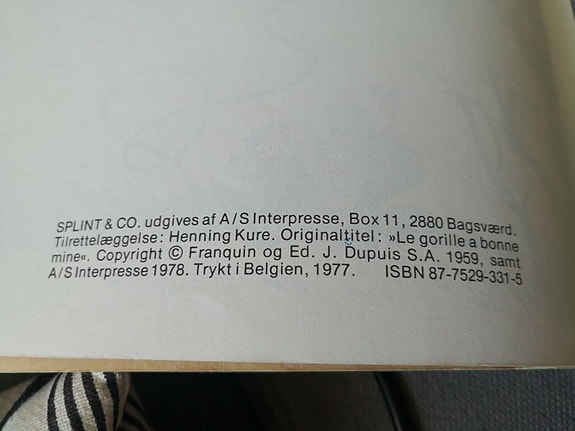 SPLINT & CO. udgives af A/S Interpresse, Box 11, 2880 Bagsværd.
Tilrettelæggelse: Henning Kure. Originaltitel: »Le gorille a bonne
mine«. Copyright © Franquin og Ed. J. Dupuis S.A. 1959, samt
A/S Interpresse 1978. Trykt i Belgien, 1977. ISBN 87-7529-331-5